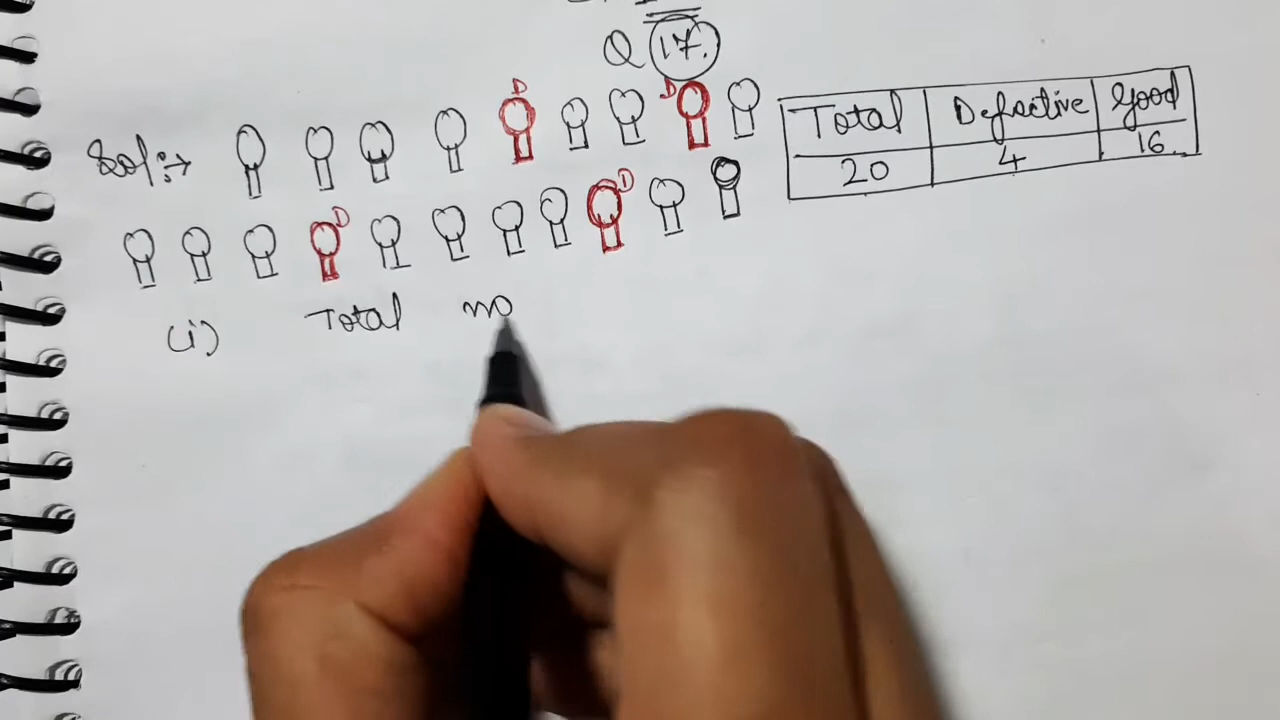 Q 17.
Sol:→
D
D
Total Defective Good
20 4 16
D
D
(i) Total no